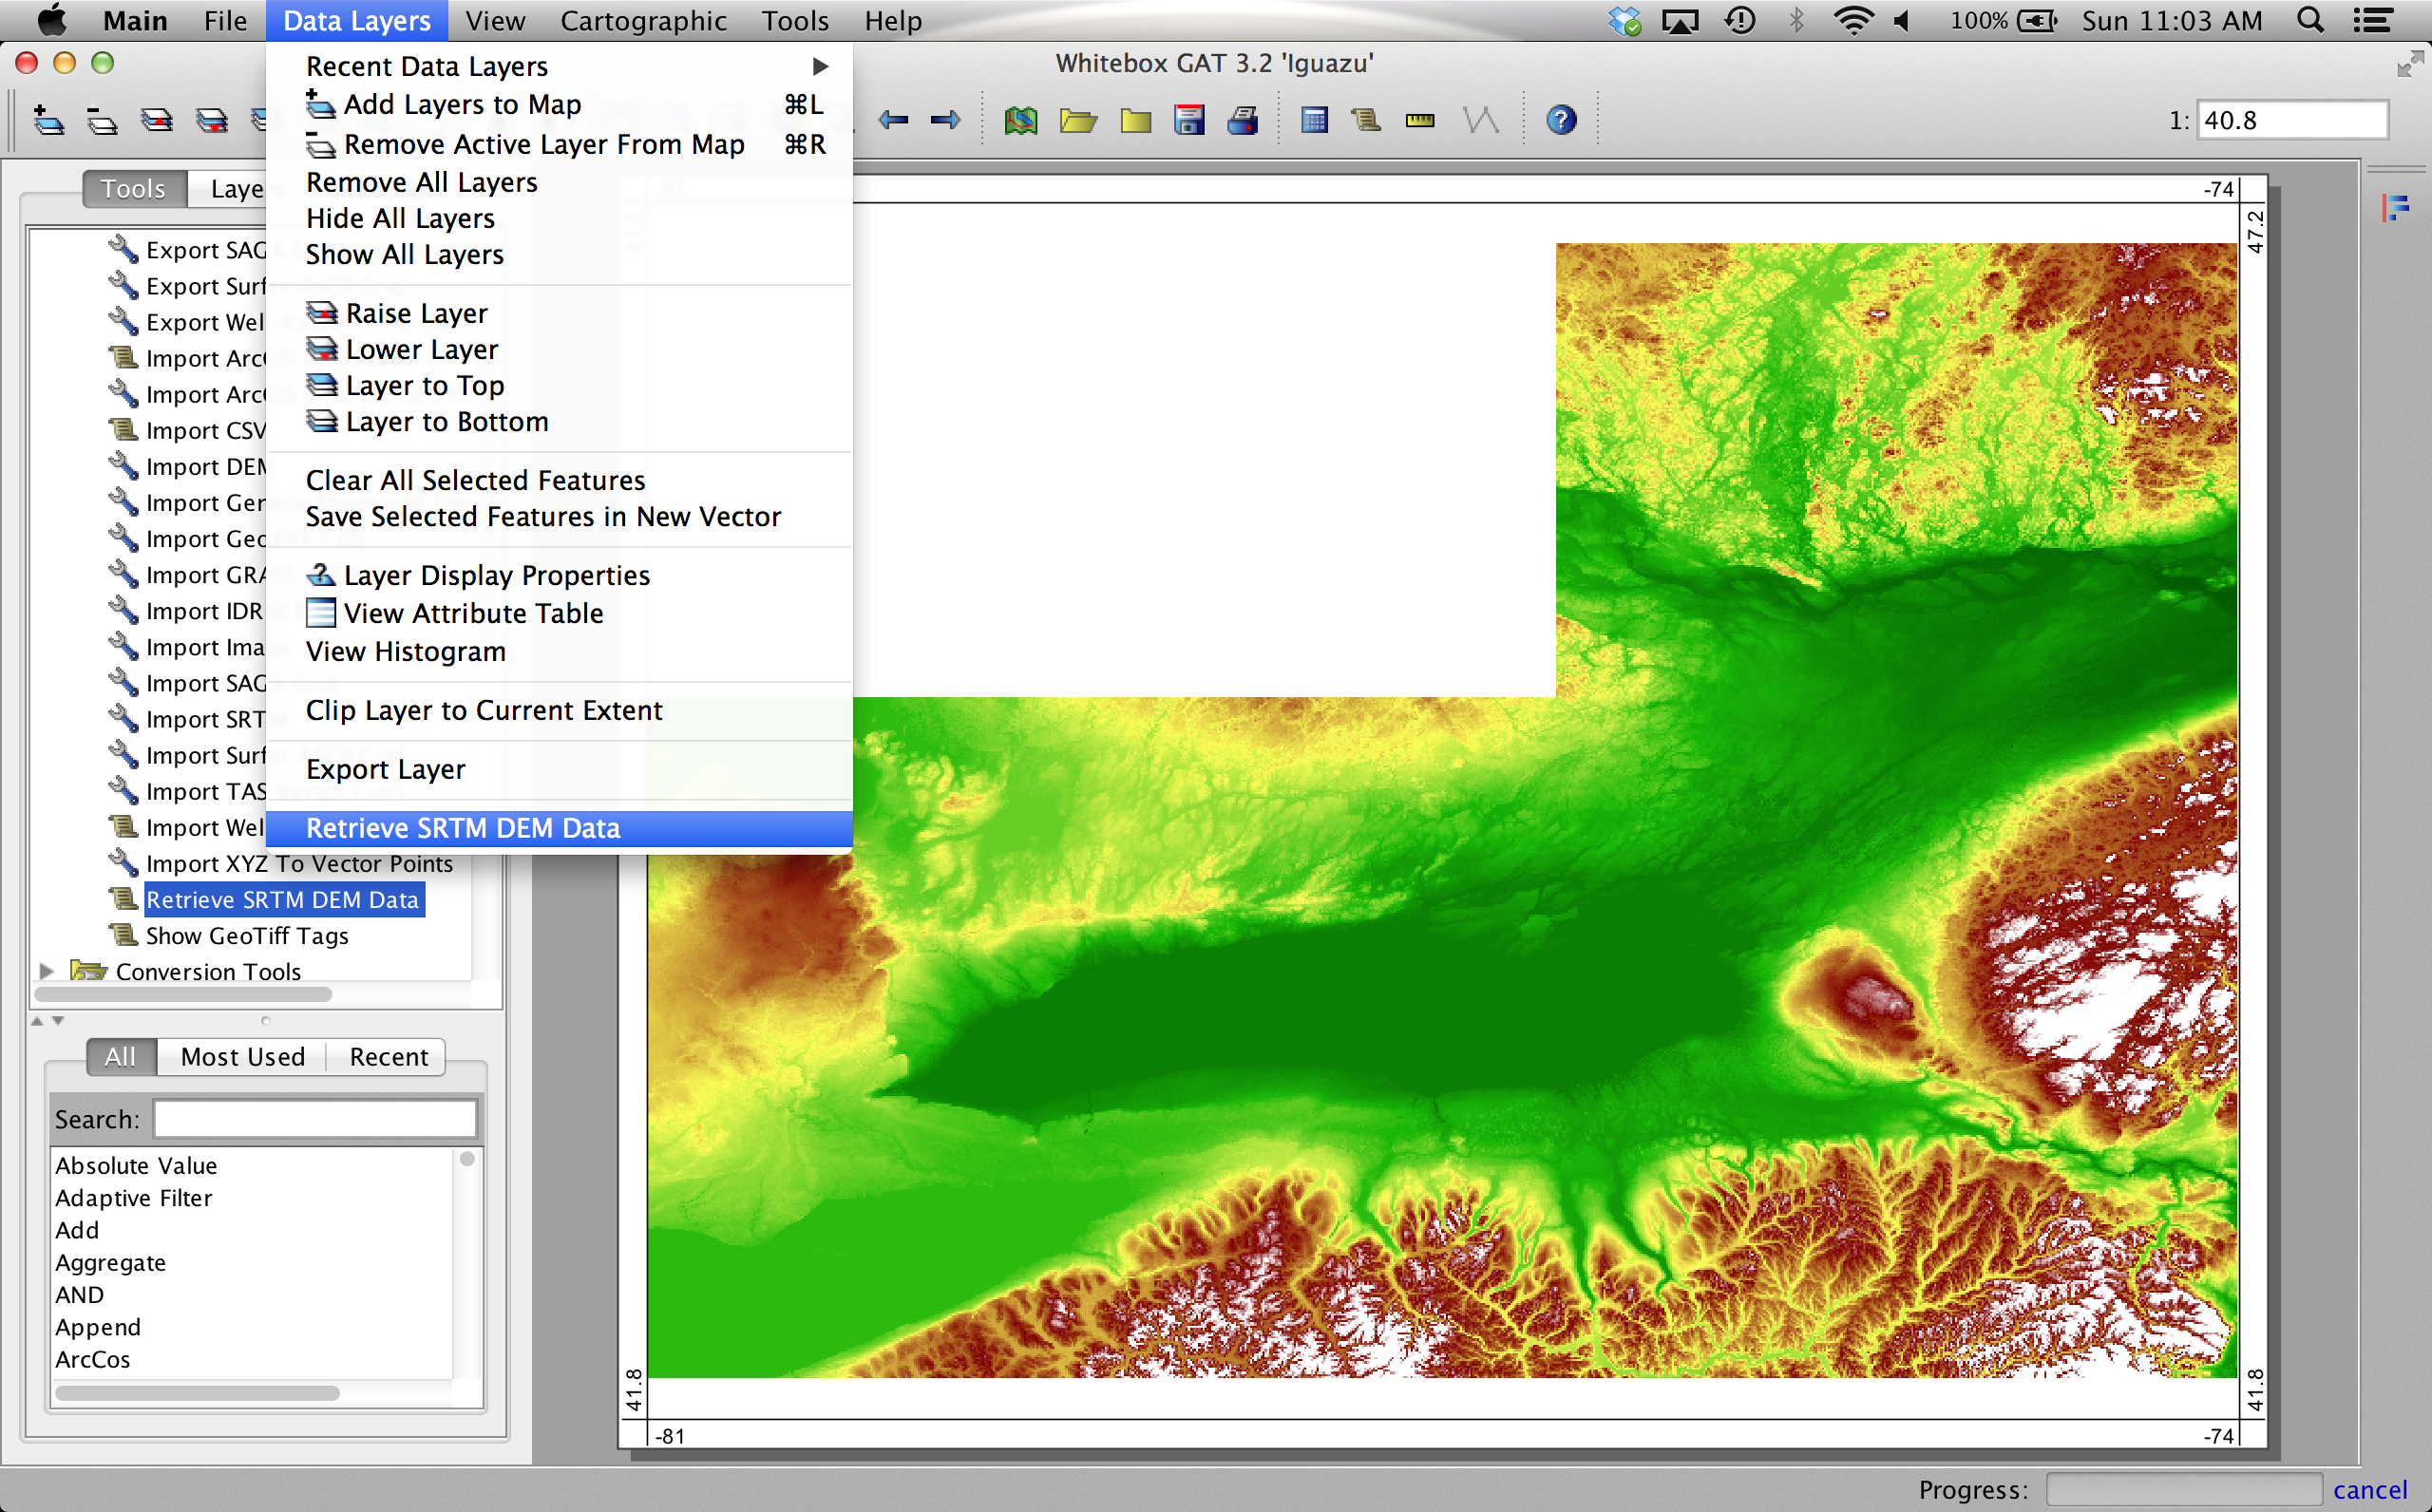 Main File Data Layers View Cartographic Tools Help 100% Sun 11:03 AM
Whitebox GAT 3.2 'Iguazu'
1: 40.8
Recent Data Layers
Add Layers to Map ⌘L
Remove Active Layer From Map ⌘R
Remove All Layers
Hide All Layers
Show All Layers
Raise Layer
Lower Layer
Layer to Top
Layer to Bottom
Clear All Selected Features
Save Selected Features in New Vector
Layer Display Properties
View Attribute Table
View Histogram
Clip Layer to Current Extent
Export Layer
Retrieve SRTM DEM Data
Tools Laye
Export SAG
Export Surf
Export Wel
Import Arc
Import Arc
Import CSV
Import DEM
Import Ger
Import Geo
Import GRA
Import IDR
Import Ima
Import SAG
Import SRT
Import Surf
Import TAS
Import Wel
Import XYZ To Vector Points
Retrieve SRTM DEM Data
Show GeoTiff Tags
Conversion Tools
All Most Used Recent
Search:
Absolute Value
Adaptive Filter
Add
Aggregate
AND
Append
ArcCos
-74
47.2
41.8
41.8
-81
-74
Progress: cancel